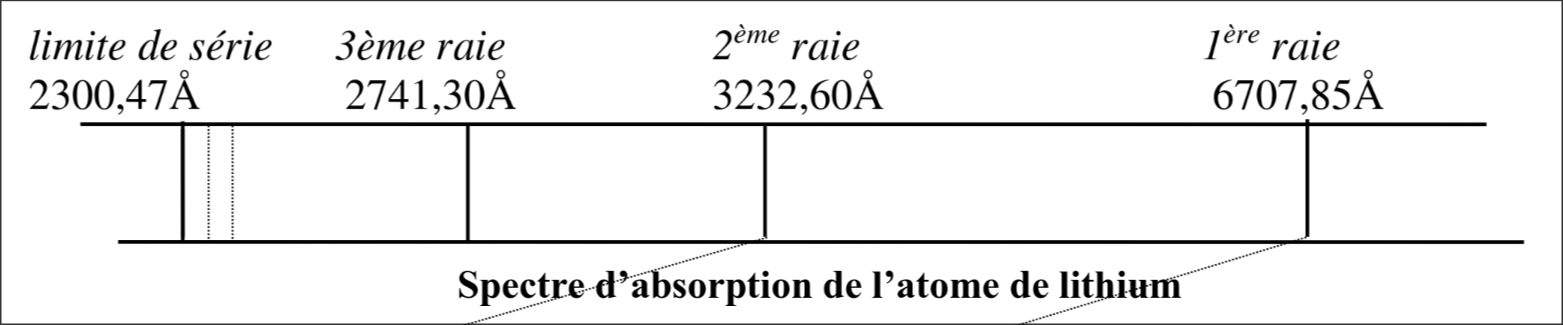 limite de série 3ème raie 2ème raie 1ère raie
2300,47Å 2741,30Å 3232,60Å 6707,85Å
Spectre d’absorption de l’atome de lithium